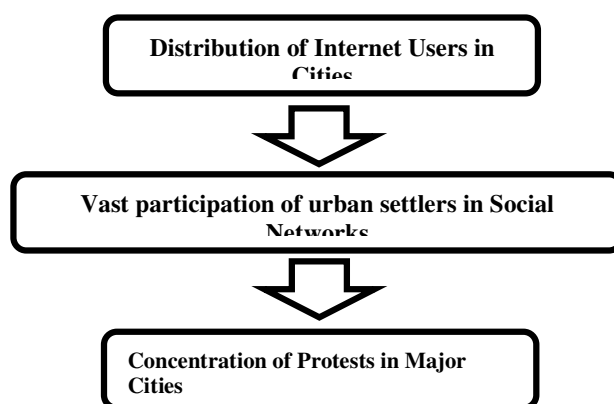 Distribution of Internet Users in
Cities
Vast participation of urban settlers in Social
Networks
Concentration of Protests in Major
Cities